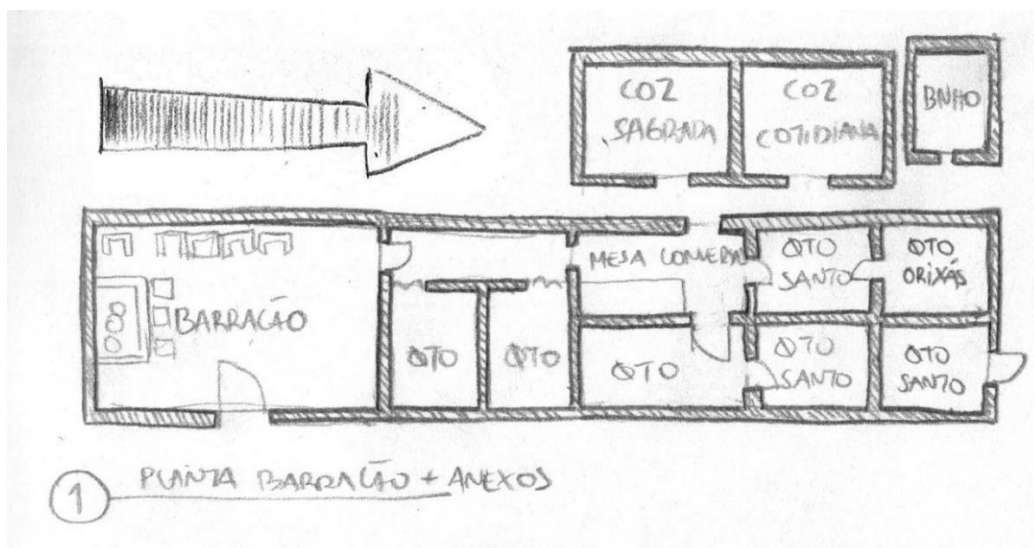 COZ
SAGRADA
COZ
COTIDIANA
BNHO
BARRACÃO
QTO
QTO
MESA COMERA
QTO
QTO
SANTO
QTO
ORIXÁS
QTO
SANTO
QTO
SANTO
1
PLANTA BARRACÃO + ANEXOS